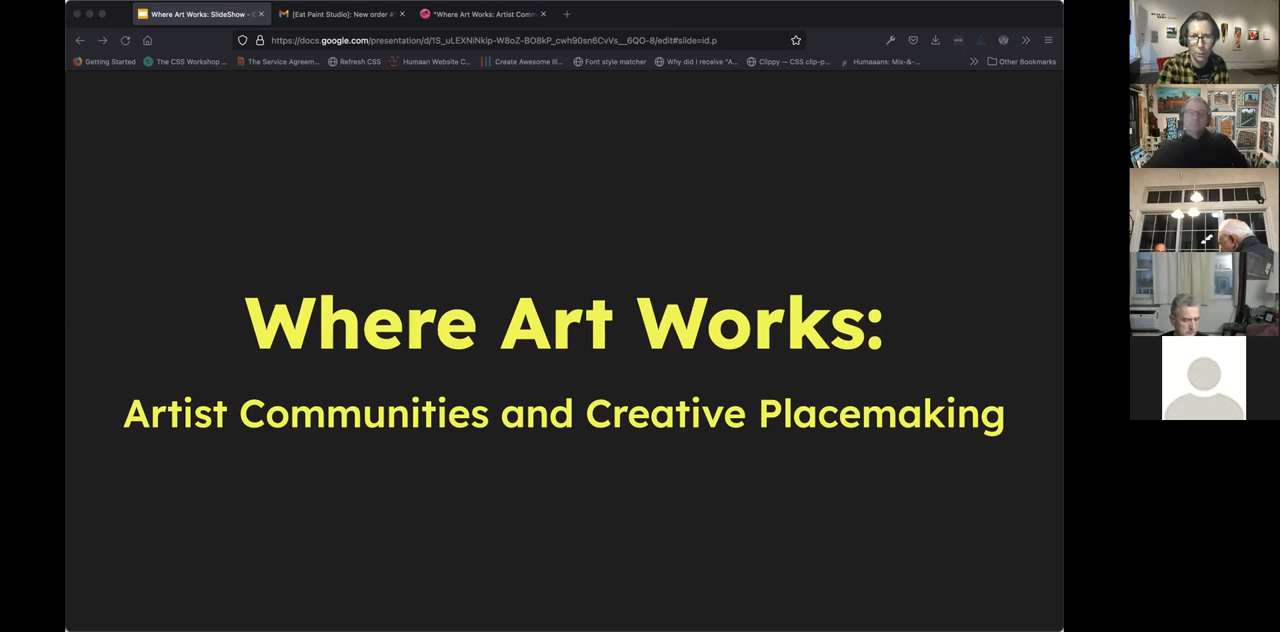 Where Art Works: SlideShow - G
[Eat Paint Studio]: New order #
"Where Art Works: Artist Com
https://docs.google.com/presentation/d/1S_uLEXNiNkip-W8oZ-BO8kP_cwh90sn6CvVs__6QO-8/edit#slide=id.p
Getting Started
The CSS Workshop ...
The Service Agreem...
Refresh CSS
Humaan Website C...
Create Awesome Ill...
Font style matcher
Why did I receive "A...
Clippy — CSS clip-p...
Humaaans: Mix-&-...
Other Bookmarks
Where Art Works:
Artist Communities and Creative Placemaking